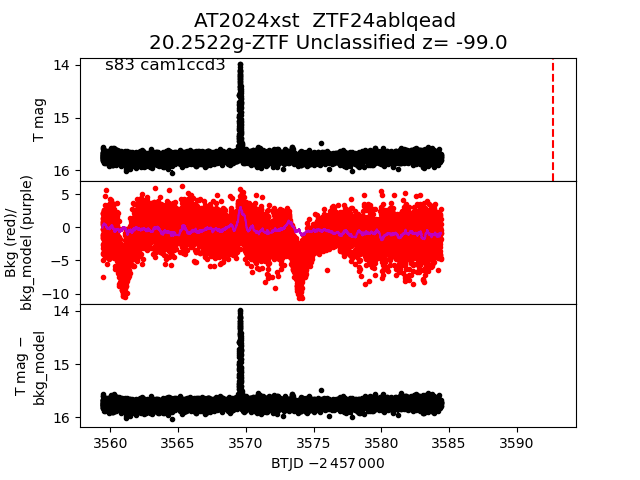 AT2024xst  ZTF24ablqead
20.2522g-ZTF Unclassified z= -99.0
s83 cam1ccd3
14
15
16
T mag
5
0
−5
−10
Bkg (red)/
bkg_model (purple)
14
15
16
T mag −
bkg_model
3560 3565 3570 3575 3580 3585 3590
BTJD −2 457 000